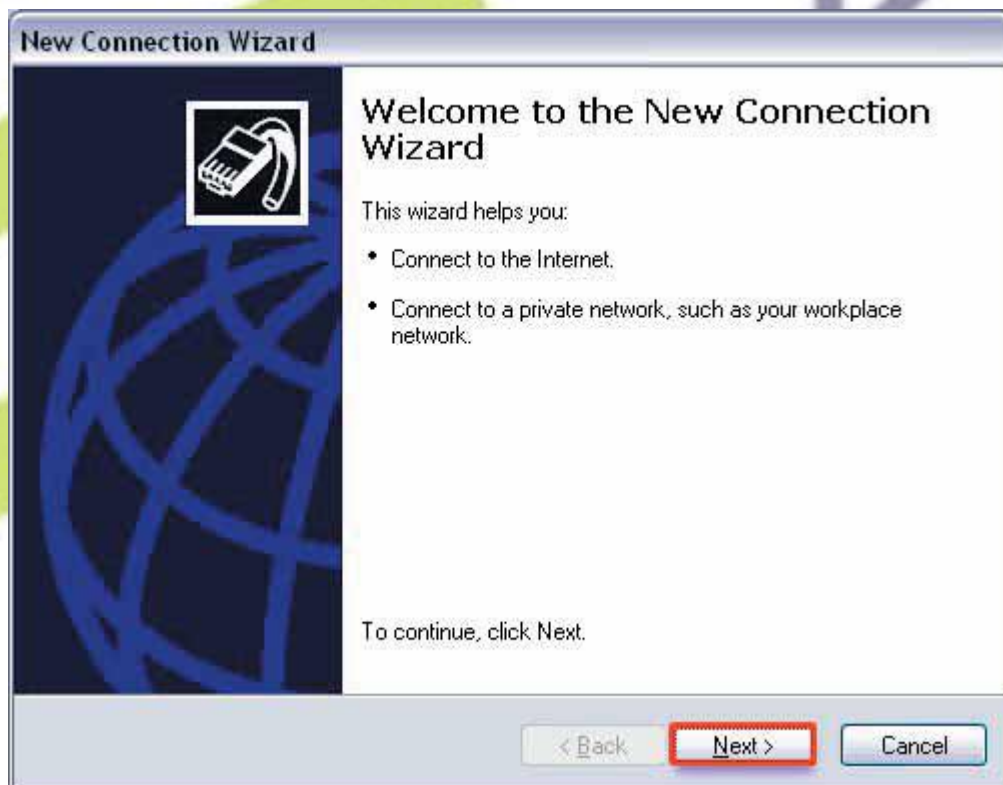 New Connection Wizard
Welcome to the New Connection
Wizard
This wizard helps you:
• Connect to the Internet.
• Connect to a private network, such as your workplace
network.
To continue, click Next.
< Back
Next >
Cancel